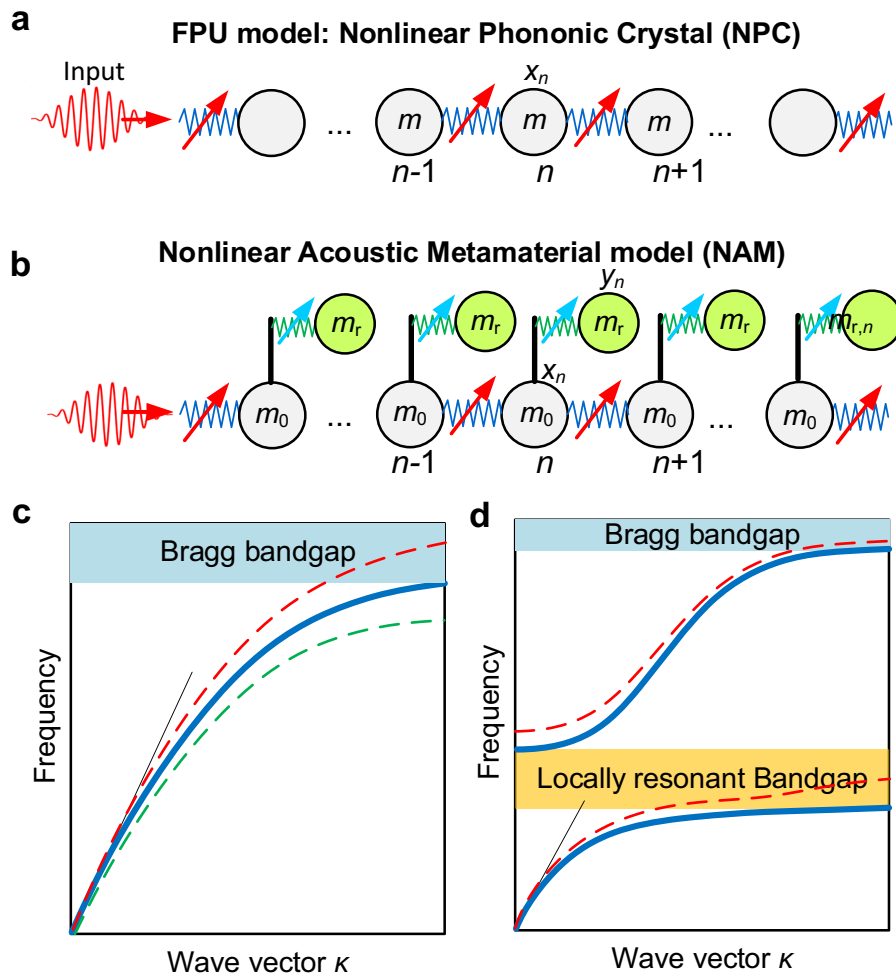 a
FPU model: Nonlinear Phononic Crystal (NPC)
Input
xn
... m m m ...
n-1 n n+1
b
Nonlinear Acoustic Metamaterial model (NAM)
yn
mr mr mr mr mr,n
xn
m0 ... m0 m0 m0 ... m0
n-1 n n+1
c
Bragg bandgap
Frequency
Wave vector κ
d
Bragg bandgap
Locally resonant Bandgap
Frequency
Wave vector κ